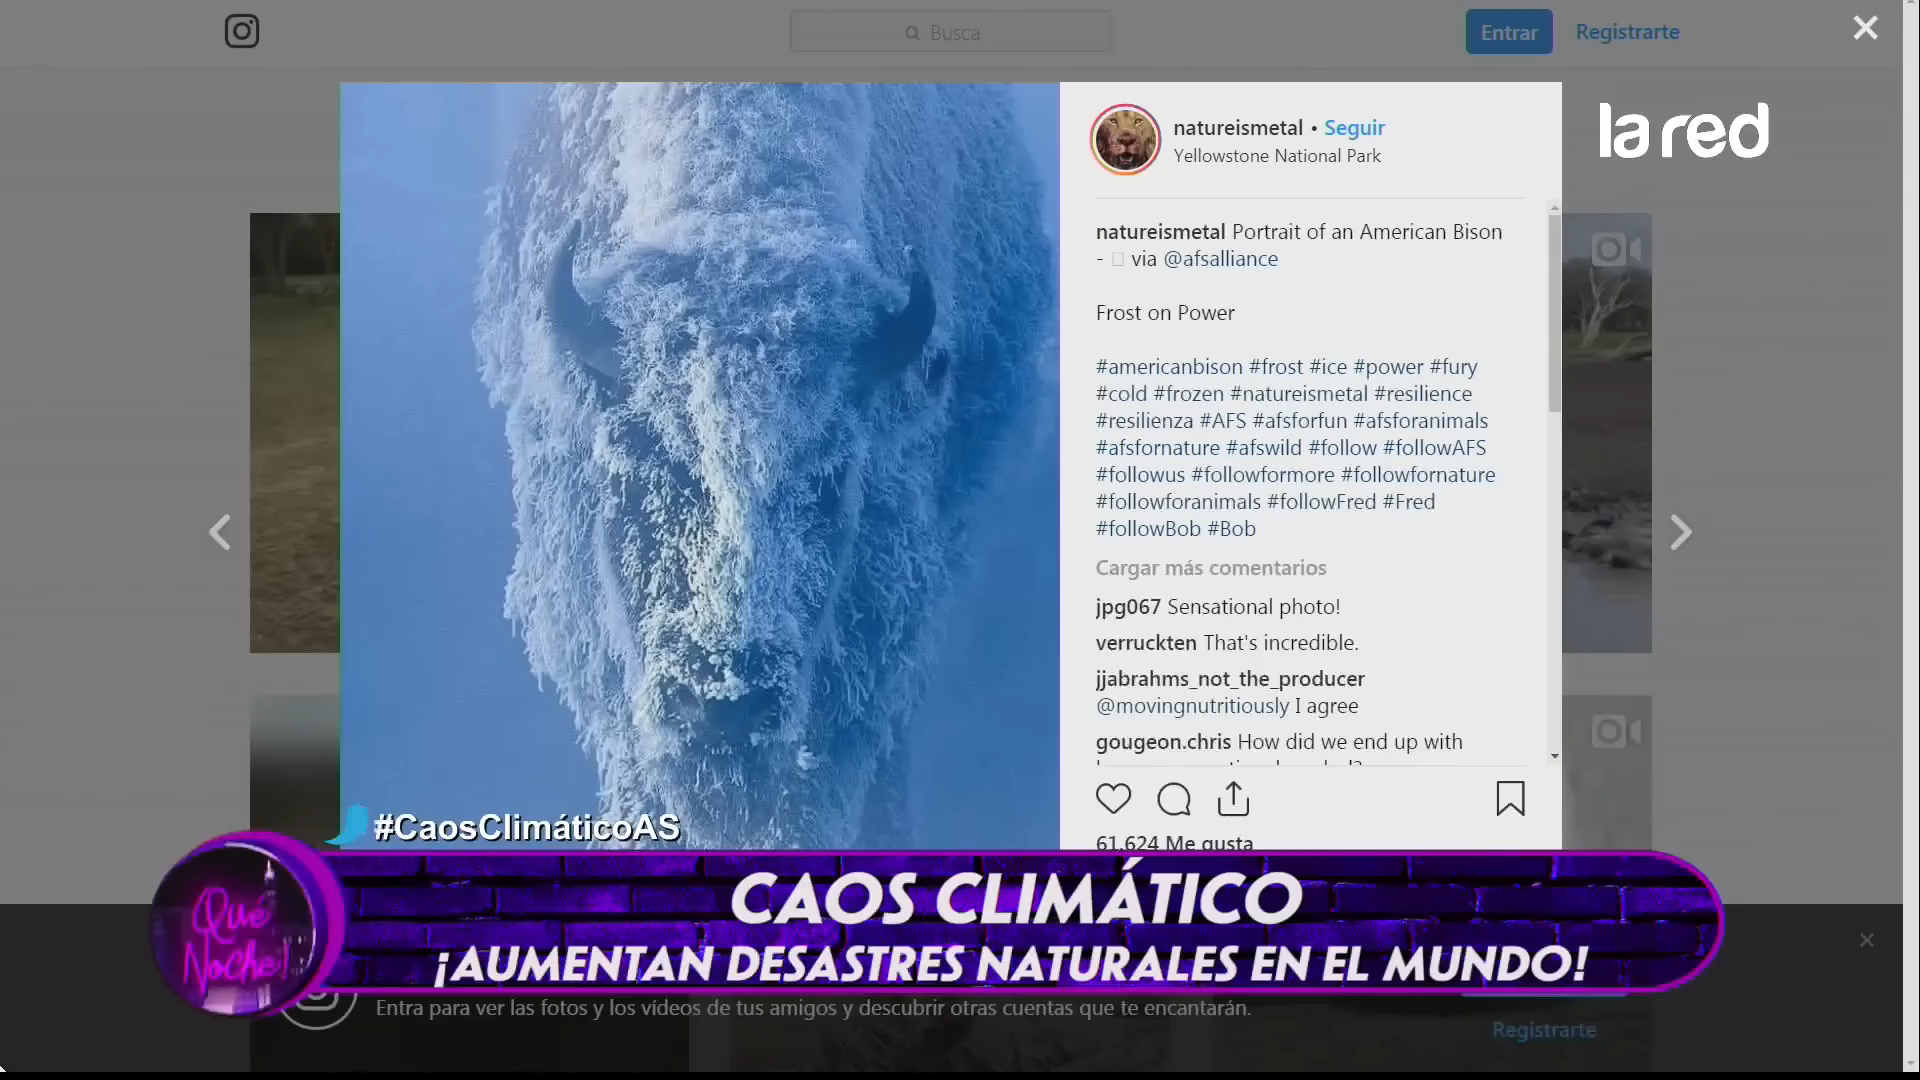 Busca
Entrar
Registrarte
la red
natureismetal • Seguir
Yellowstone National Park
natureismetal Portrait of an American Bison
- via @afsalliance
Frost on Power
#americanbison #frost #ice #power #fury
#cold #frozen #natureismetal #resilience
#resilienza #AFS #afsforfun #afsforanimals
#afsfornature #afswild #follow #followAFS
#followus #followformore #followfornature
#followforanimals #followFred #Fred
#followBob #Bob
Cargar más comentarios
jpg067 Sensational photo!
verruckten That's incredible.
jjabrahms_not_the_producer
@movingnutritiously I agree
gougeon.chris How did we end up with
61.624 Me gusta
#CaosClimáticoAS
Qué
Noche!
CAOS CLIMÁTICO
¡AUMENTAN DESASTRES NATURALES EN EL MUNDO!
Entra para ver las fotos y los vídeos de tus amigos y descubrir otras cuentas que te encantarán.
Registrarte